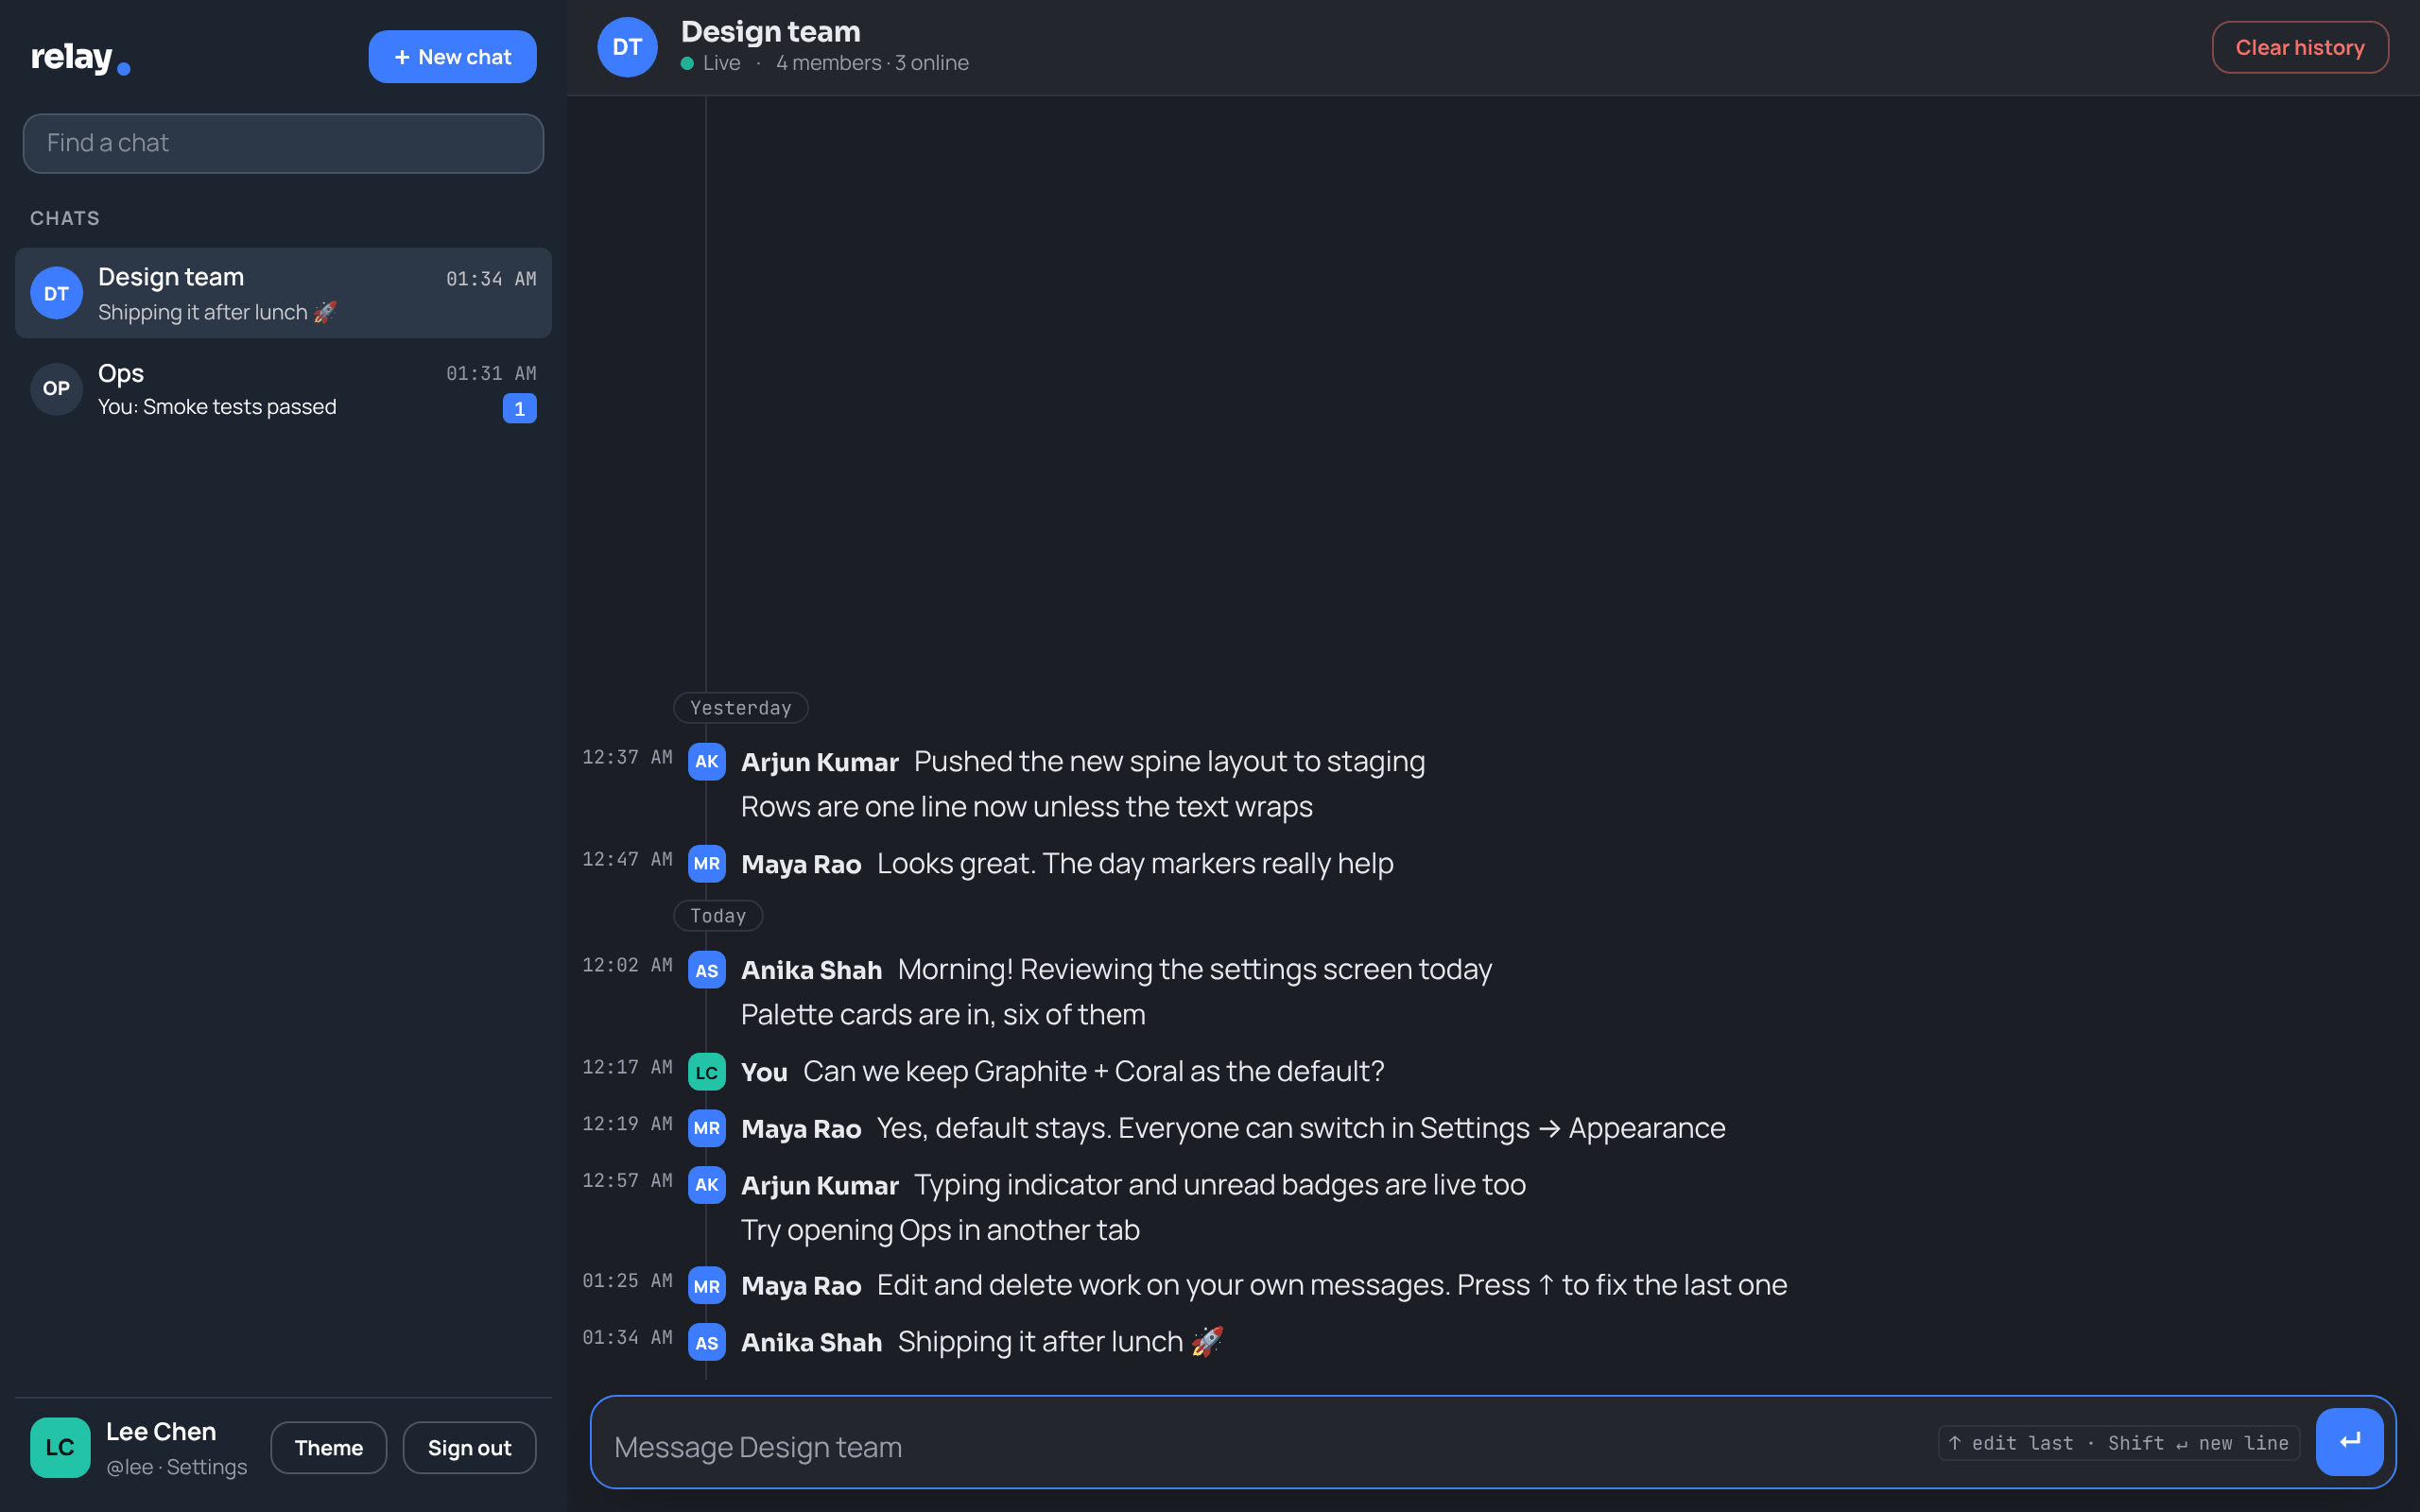 relay.
+ New chat
Find a chat
CHATS
DT Design team 01:34 AM
Shipping it after lunch 🚀
OP Ops 01:31 AM
You: Smoke tests passed 1
LC Lee Chen
@lee · Settings
Theme
Sign out
DT Design team
Live · 4 members · 3 online
Clear history
Yesterday
12:37 AM AK Arjun Kumar Pushed the new spine layout to staging
Rows are one line now unless the text wraps
12:47 AM MR Maya Rao Looks great. The day markers really help
Today
12:02 AM AS Anika Shah Morning! Reviewing the settings screen today
Palette cards are in, six of them
12:17 AM LC You Can we keep Graphite + Coral as the default?
12:19 AM MR Maya Rao Yes, default stays. Everyone can switch in Settings → Appearance
12:57 AM AK Arjun Kumar Typing indicator and unread badges are live too
Try opening Ops in another tab
01:25 AM MR Maya Rao Edit and delete work on your own messages. Press ↑ to fix the last one
01:34 AM AS Anika Shah Shipping it after lunch 🚀
Message Design team
↑ edit last · Shift ↵ new line
↵